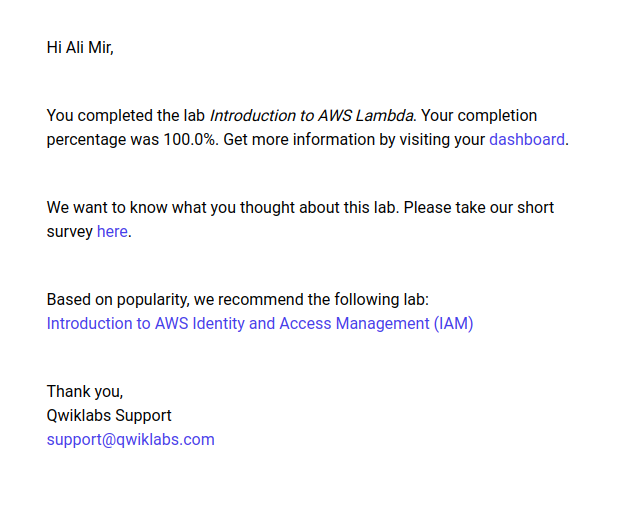 Hi Ali Mir,
You completed the lab Introduction to AWS Lambda. Your completion
percentage was 100.0%. Get more information by visiting your dashboard.
We want to know what you thought about this lab. Please take our short
survey here.
Based on popularity, we recommend the following lab:
Introduction to AWS Identity and Access Management (IAM)
Thank you,
Qwiklabs Support
support@qwiklabs.com